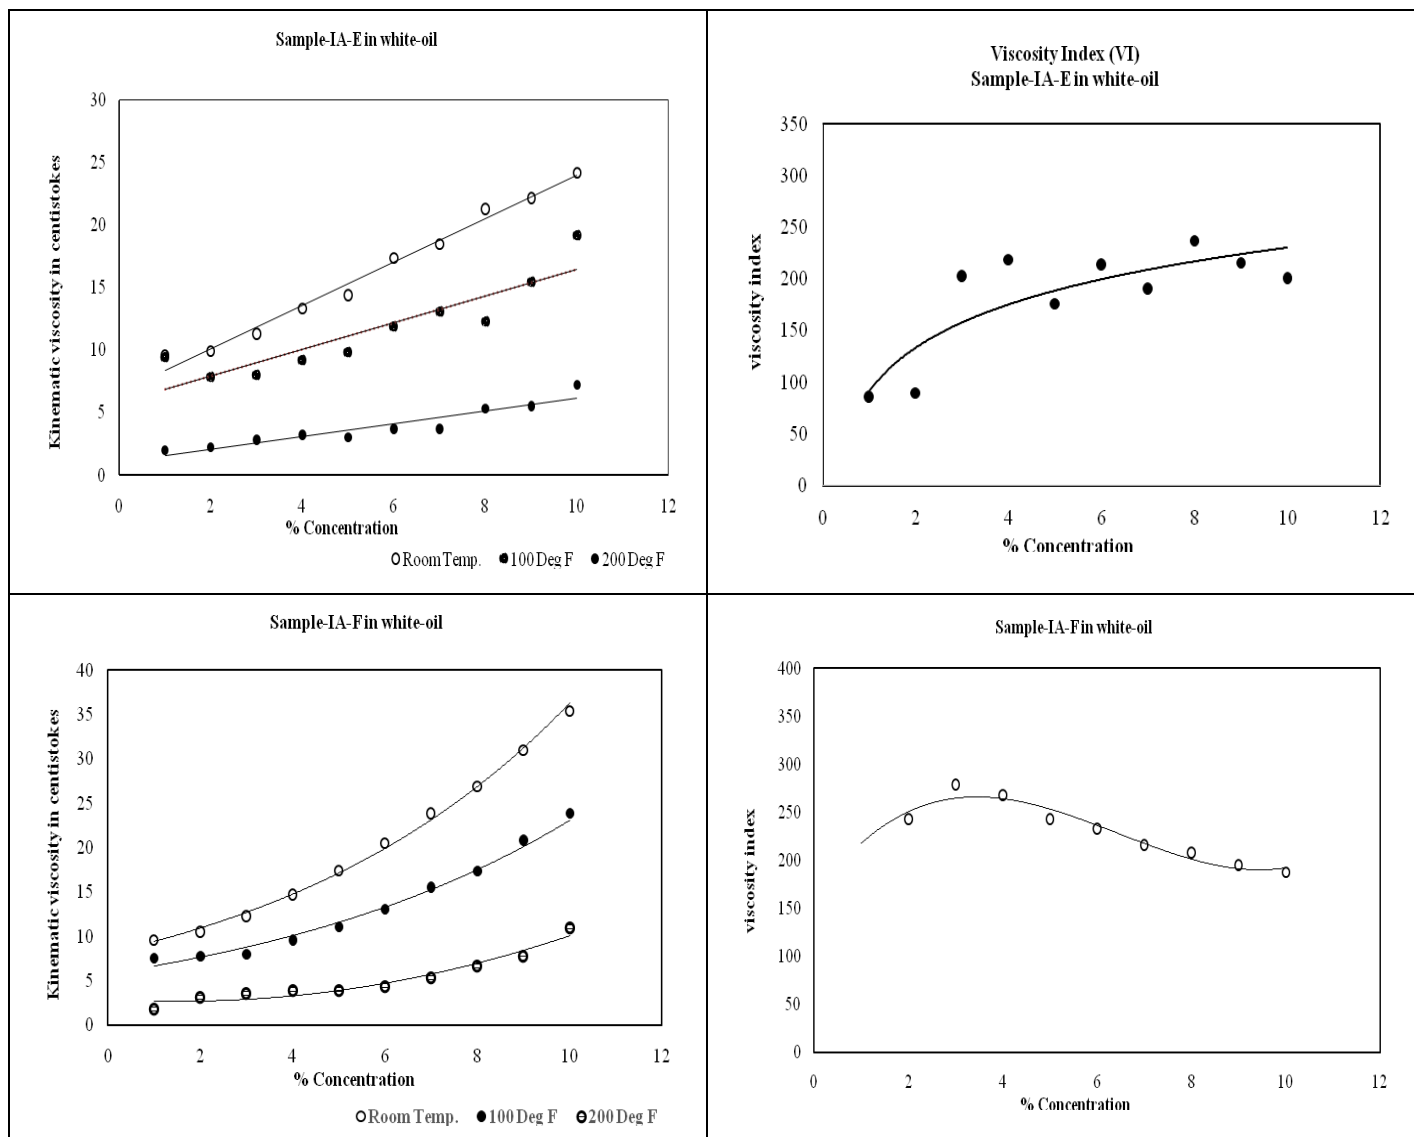 Sample-IA-E in white-oil
Kinematic viscosity in centistokes
30
25
20
15
10
5
0
0 2 4 6 8 10 12
% Concentration
Room Temp. 100 Deg F 200 Deg F
Viscosity Index (VI)
Sample-IA-E in white-oil
viscosity index
350
300
250
200
150
100
50
0
0 2 4 6 8 10 12
% Concentration
Sample-IA-F in white-oil
Kinematic viscosity in centistokes
40
35
30
25
20
15
10
5
0
0 2 4 6 8 10 12
% Concentration
Room Temp. 100 Deg F 200 Deg F
Sample-IA-F in white-oil
viscosity index
400
350
300
250
200
150
100
50
0
0 2 4 6 8 10 12
% Concentration